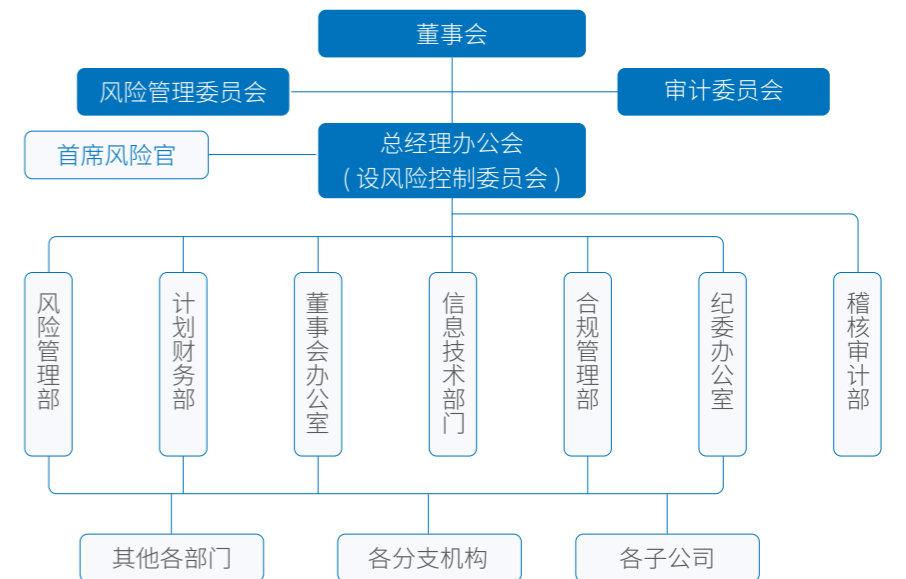 董事会
风险管理委员会
审计委员会
首席风险官
总经理办公会
(设风险控制委员会)
风险管理部
计划财务部
董事会办公室
信息技术部门
合规管理部
纪委办公室
稽核审计部
其他各部门
各分支机构
各子公司